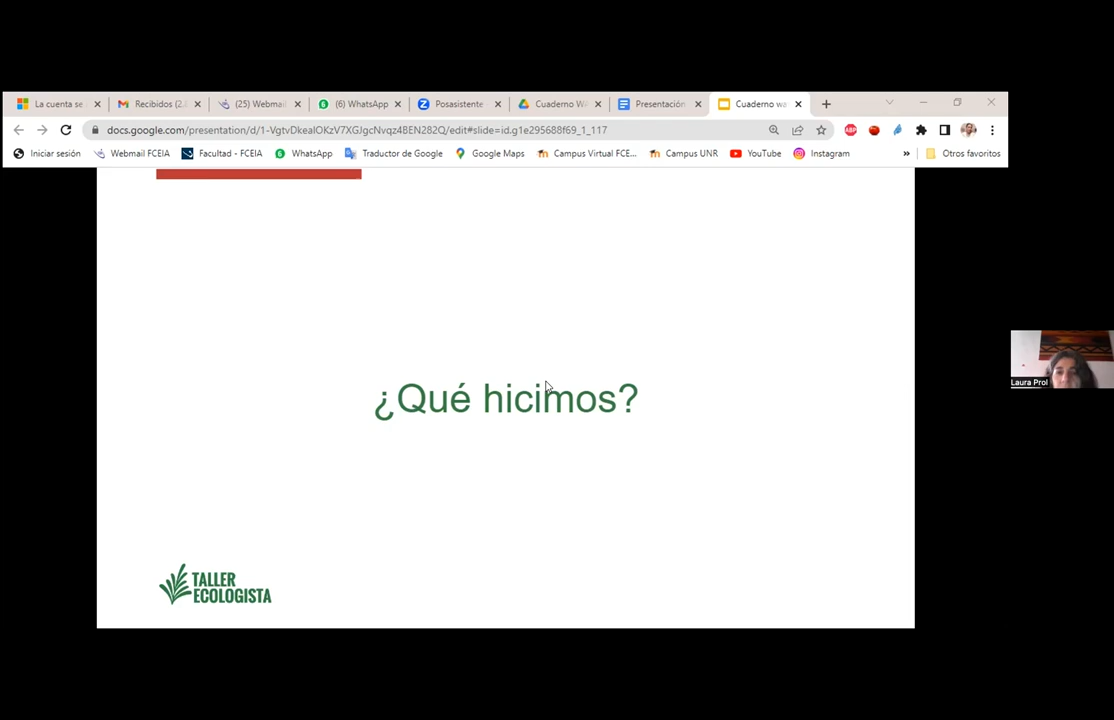 La cuenta se
Recibidos (2.
(25) Webmail
(6) WhatsApp
Posasistente
Cuaderno W
Presentación
Cuaderno wa
docs.google.com/presentation/d/1-VgtvDkeaIOKzV7XGJgcNvqz4BEN282Q/edit#slide=id.g1e295688f69_1_117
ABP
Iniciar sesión
Webmail FCEIA
Facultad - FCEIA
WhatsApp
Traductor de Google
Google Maps
Campus Virtual FCE...
Campus UNR
YouTube
Instagram
»
Otros favoritos
¿Qué hicimos?
Laura Prol
TALLER
ECOLOGISTA